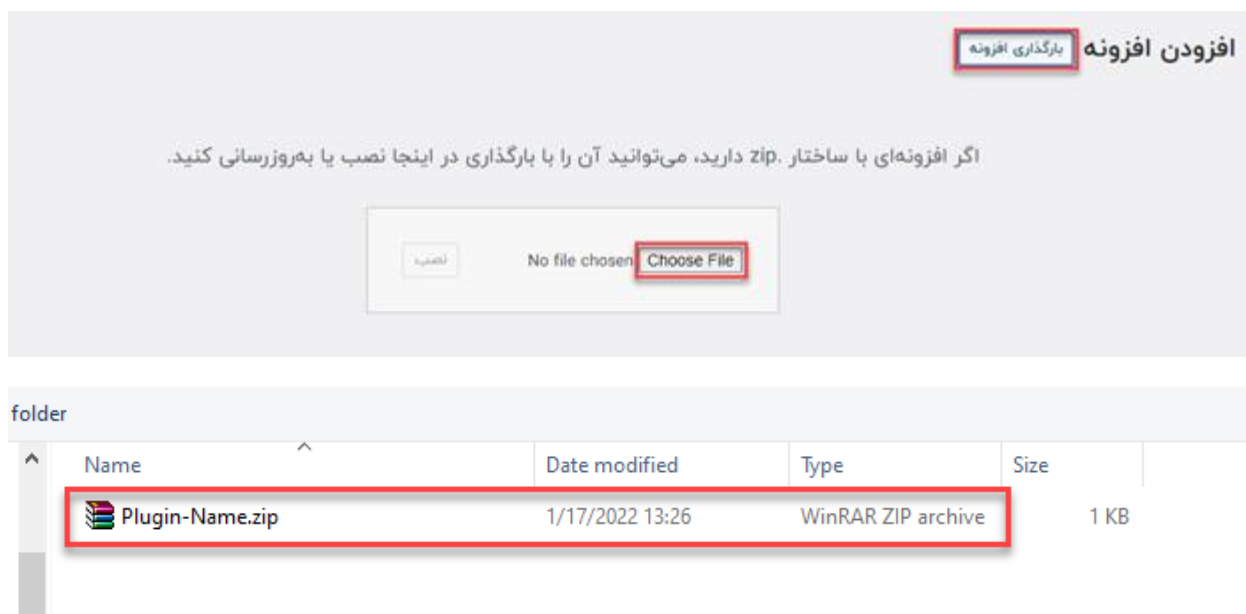 افزودن افزونه بارگذاری افزونه
اگر افزونه‌ای با ساختار .zip دارید، می‌توانید آن را با بارگذاری در اینجا نصب یا به‌روزرسانی کنید.
Choose File No file chosen نصب
folder
Name Date modified Type Size
Plugin-Name.zip 1/17/2022 13:26 WinRAR ZIP archive 1 KB